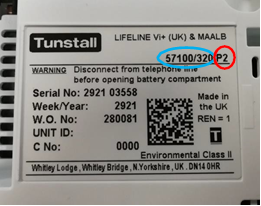 Tunstall
LIFELINE Vi+ (UK) & MAALB
57100/320 P2
WARNING Disconnect from telephone line
before opening battery compartment
Serial No: 2921 03558
Week/Year: 2921
W.O. No: 280081
UNIT ID:
C No: 0000
Made in
the UK
REN = 1
T
Environmental Class II
Whitley Lodge, Whitley Bridge, N.Yorkshire, UK DN14 0HR